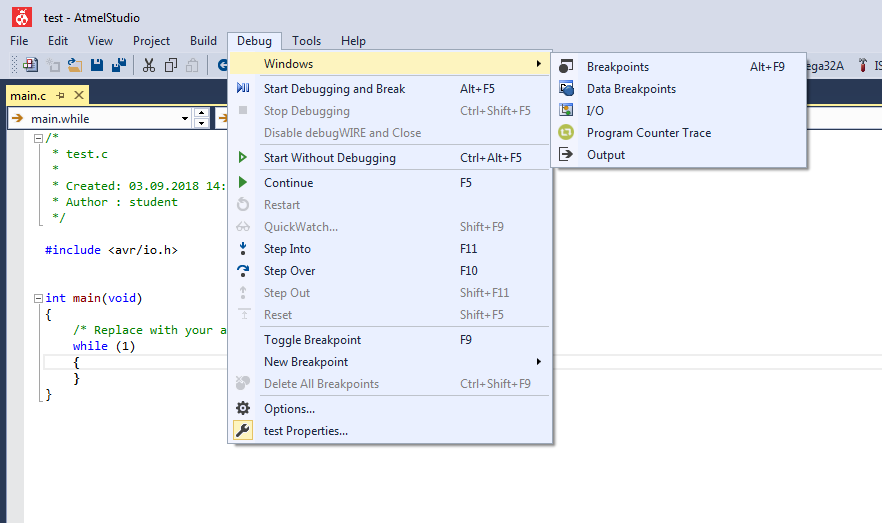 test - AtmelStudio
File Edit View Project Build Debug Tools Help
main.c
main.while
/*
* test.c
*
* Created: 03.09.2018 14:
* Author : student
*/
#include <avr/io.h>
int main(void)
{
/* Replace with your a
while (1)
{
}
}
Windows
Start Debugging and Break Alt+F5
Stop Debugging Ctrl+Shift+F5
Disable debugWIRE and Close
Start Without Debugging Ctrl+Alt+F5
Continue F5
Restart
QuickWatch... Shift+F9
Step Into F11
Step Over F10
Step Out Shift+F11
Reset Shift+F5
Toggle Breakpoint F9
New Breakpoint
Delete All Breakpoints Ctrl+Shift+F9
Options...
test Properties...
Breakpoints Alt+F9
Data Breakpoints
I/O
Program Counter Trace
Output
ega32A IS